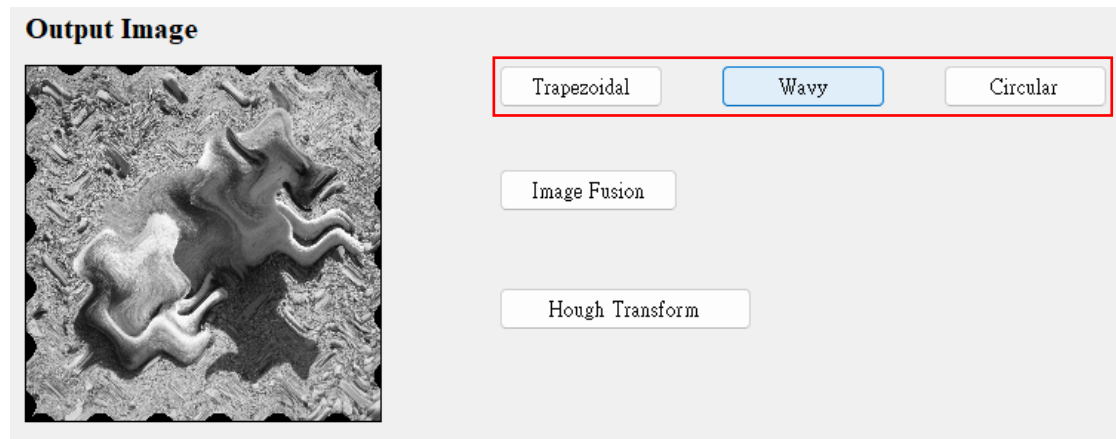 Output Image
Trapezoidal
Wavy
Circular
Image Fusion
Hough Transform